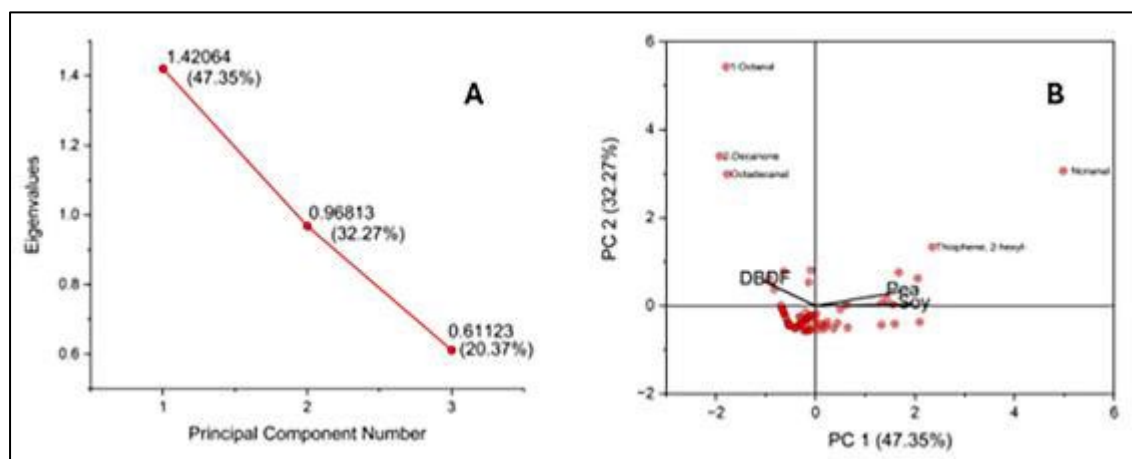 A
1.42064
(47.35%)
0.96813
(32.27%)
0.61123
(20.37%)
Eigenvalues
1.4
1.2
1.0
0.8
0.6
1
2
3
Principal Component Number
B
1-Octanol
2-Decanone
Octadecanal
Nonanal
Thiophene, 2-hexyl-
DBDF
Pea
Soy
PC 2 (32.27%)
6
4
2
0
−2
−2
0
2
4
6
PC 1 (47.35%)